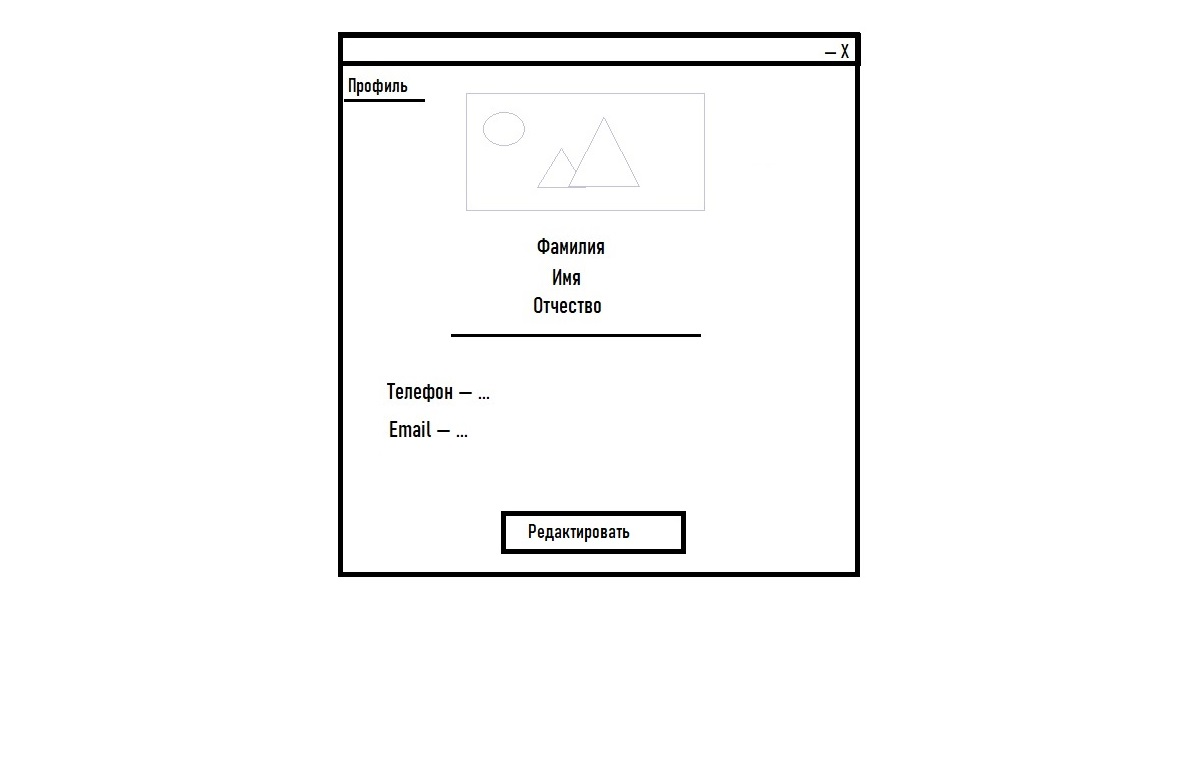 — X
Профиль
Фамилия
Имя
Отчество
Телефон — ...
Email — ...
Редактировать